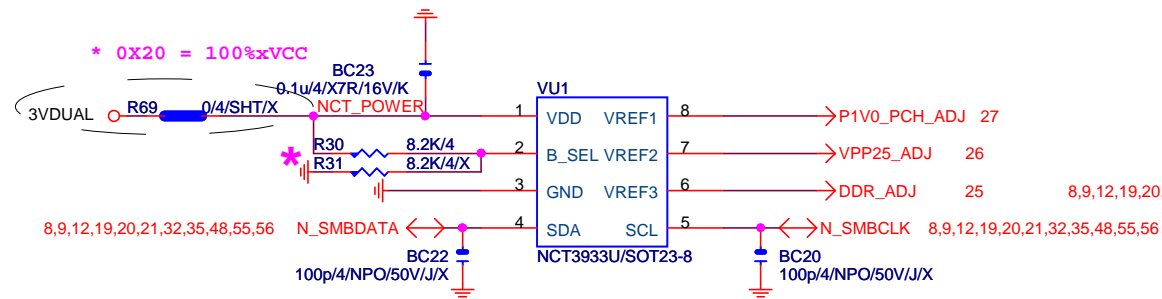 * 0X20 = 100%xVCC
BC23
0.1u/4/X7R/16V/K
3VDUAL
R69
0/4/SHT/X
NCT_POWER
VU1
1 VDD VREF1 8
P1V0_PCH_ADJ 27
R30 8.2K/4
2 B_SEL VREF2 7
VPP25_ADJ 26
*
R31 8.2K/4/X
3 GND VREF3 6
DDR_ADJ 25
8,9,12,19,20
8,9,12,19,20,21,32,35,48,55,56 N_SMBDATA
4 SDA SCL 5
N_SMBCLK 8,9,12,19,20,21,32,35,48,55,56
BC22
100p/4/NPO/50V/J/X
NCT3933U/SOT23-8
BC20
100p/4/NPO/50V/J/X